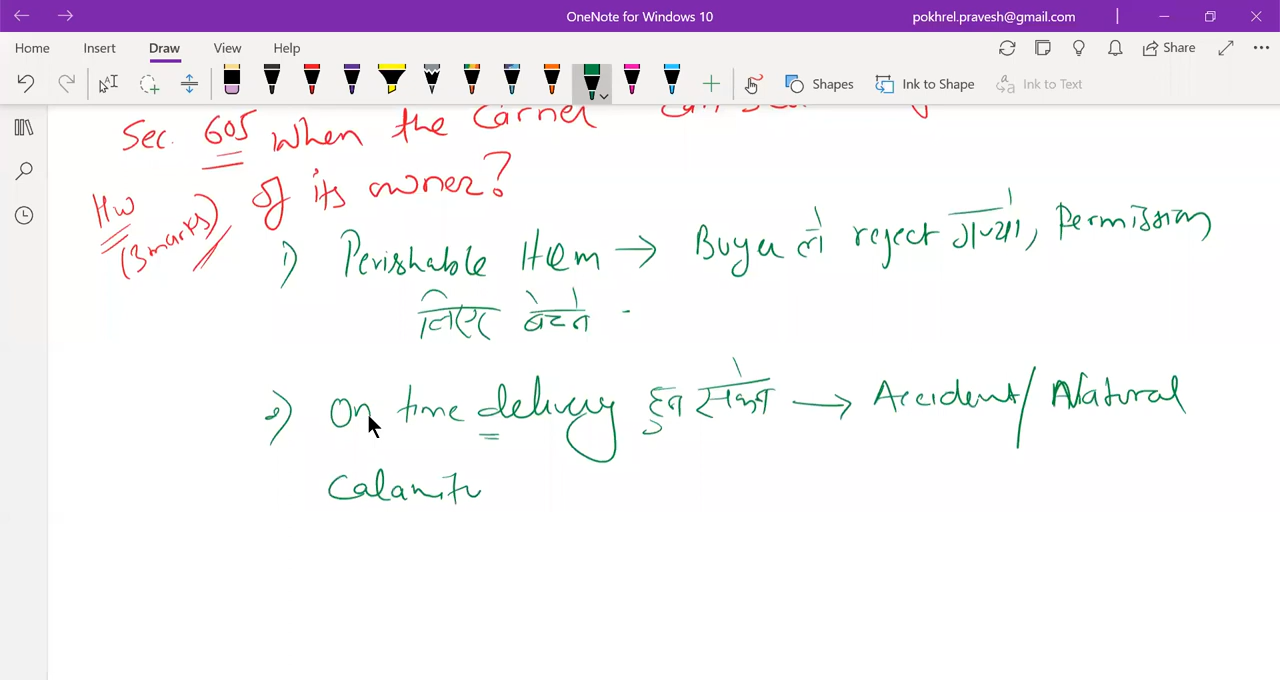 OneNote for Windows 10
pokhrel.pravesh@gmail.com
Home Insert Draw View Help
Share
Shapes Ink to Shape Ink to Text
Sec. 605 When the Carrier can
of its owner?
HW
(3 marks)
1) Perishable Item → Buyer ले reject गर्‍यो, Permission
लिएर बेच्ने
2) On time delivery हुन सकेन → Accident / Natural
Calamity